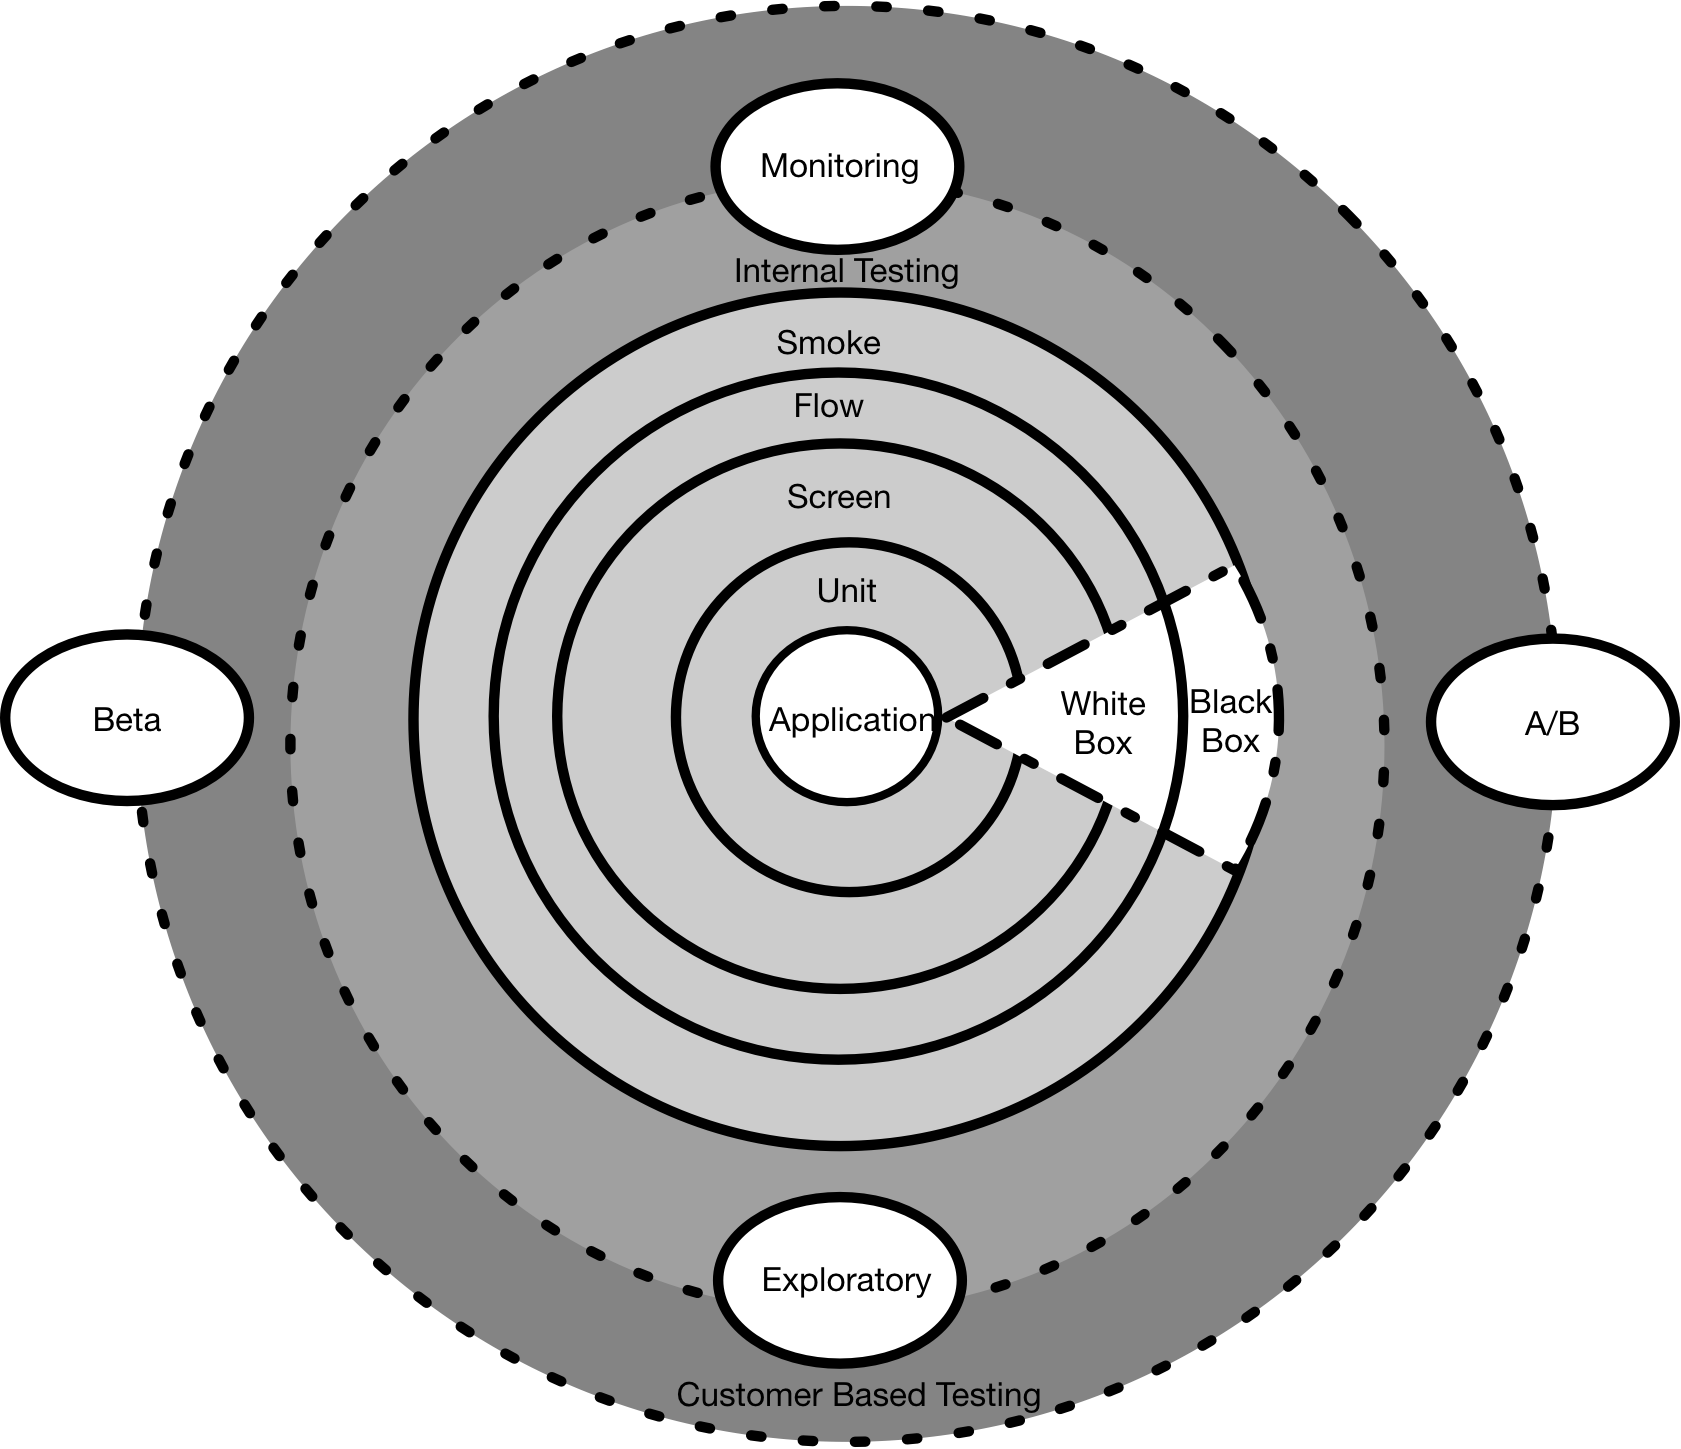 Monitoring
Internal Testing
Smoke
Flow
Screen
Unit
Beta
Application
White
Box
Black
Box
A/B
Exploratory
Customer Based Testing